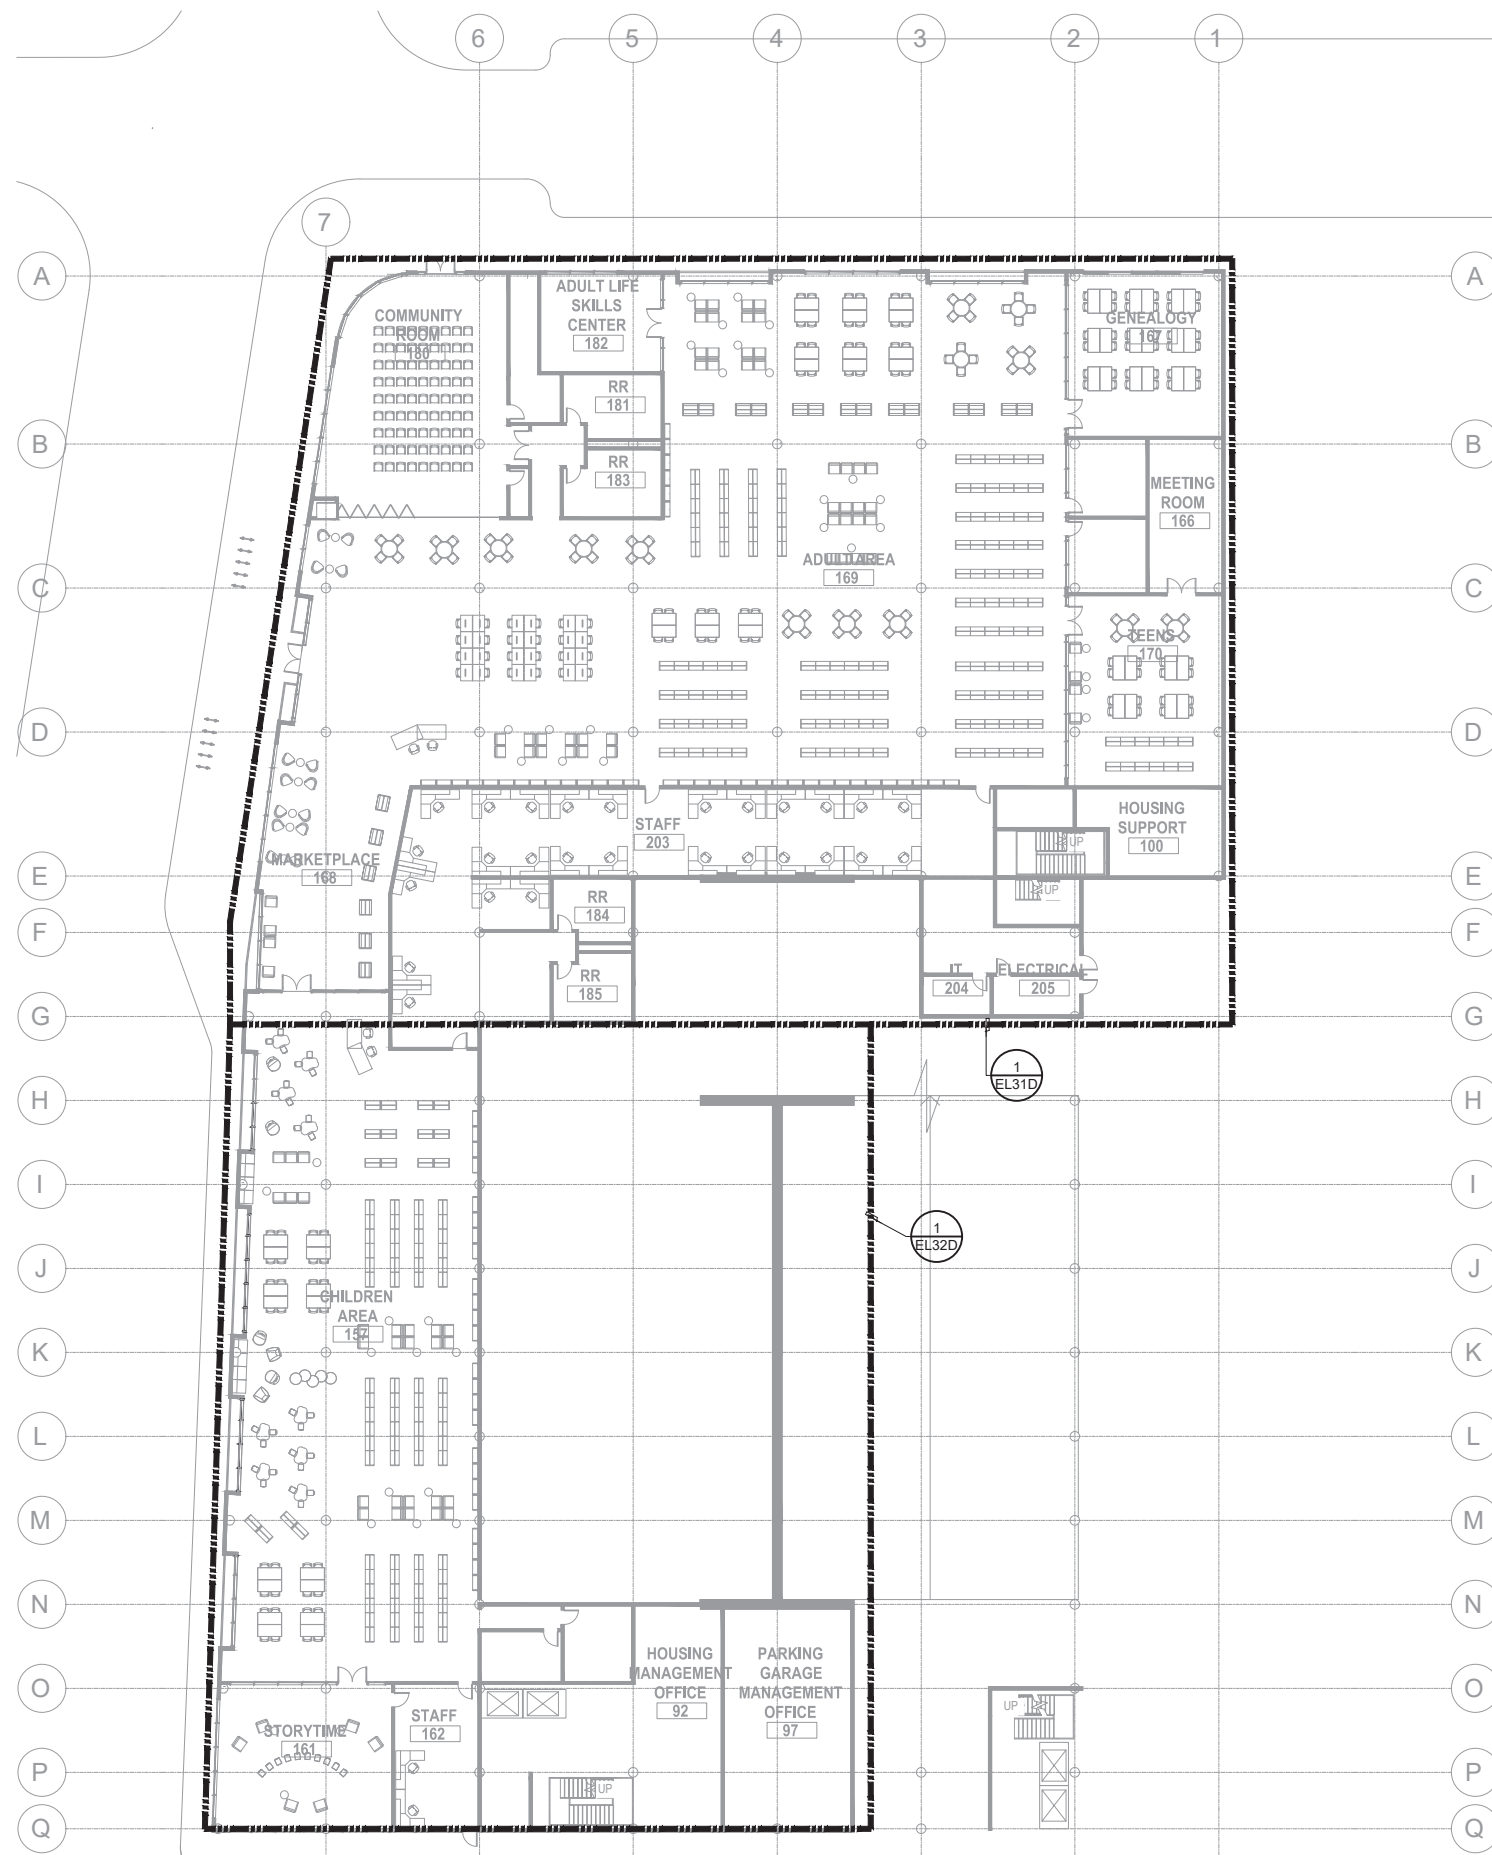 6 5 4 3 2 1
7
A A
ADULT LIFE
SKILLS
CENTER
182
COMMUNITY
ROOM
180
GENEALOGY
167
RR
181
B B
RR
183
MEETING
ROOM
166
ADULT AREA
169
C C
TEENS
170
D D
HOUSING
SUPPORT
100
STAFF
203
UP
MARKETPLACE
168
E E
UP
RR
184
F F
IT
204
ELECTRICAL
205
RR
185
G G
1
EL31D
H H
I I
1
EL32D
J J
CHILDREN
AREA
157
K K
L L
M M
N N
HOUSING
MANAGEMENT
OFFICE
92
PARKING
GARAGE
MANAGEMENT
OFFICE
97
O O
UP
STAFF
162
STORYTIME
161
P P
UP
Q Q